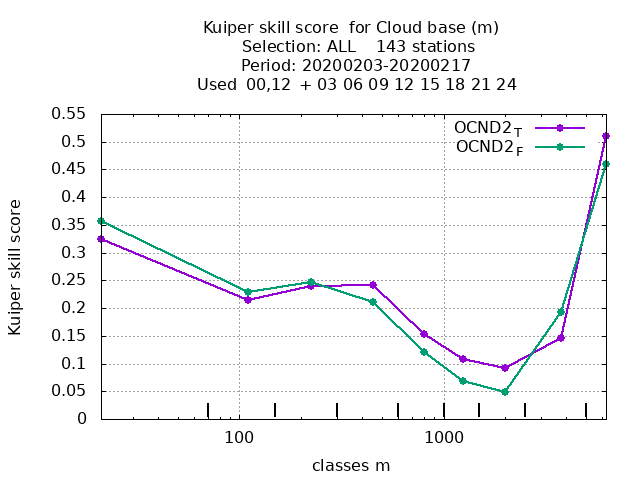 Kuiper skill score  for Cloud base (m)
Selection: ALL    143 stations
Period: 20200203-20200217
Used  00,12  + 03 06 09 12 15 18 21 24
OCND2T
OCND2F
0.55
0.5
0.45
0.4
0.35
0.3
0.25
0.2
0.15
0.1
0.05
0
Kuiper skill score
100
1000
classes m